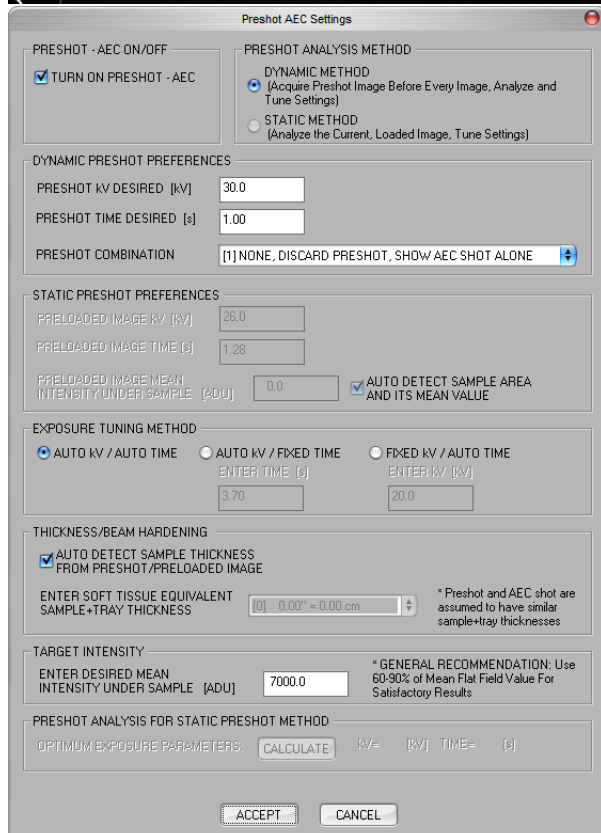 Preshot AEC Settings
PRESHOT - AEC ON/OFF
TURN ON PRESHOT - AEC
PRESHOT ANALYSIS METHOD
DYNAMIC METHOD
(Acquire Preshot Image Before Every Image, Analyze and
Tune Settings)
STATIC METHOD
(Analyze the Current, Loaded Image, Tune Settings)
DYNAMIC PRESHOT PREFERENCES
PRESHOT kV DESIRED [kV] 30.0
PRESHOT TIME DESIRED [s] 1.00
PRESHOT COMBINATION [1] NONE, DISCARD PRESHOT, SHOW AEC SHOT ALONE
STATIC PRESHOT PREFERENCES
PRELOADED IMAGE kV [kV] 26.0
PRELOADED IMAGE TIME [s] 1.28
PRELOADED IMAGE MEAN
INTENSITY UNDER SAMPLE [ADU] 0.0
AUTO DETECT SAMPLE AREA
AND ITS MEAN VALUE
EXPOSURE TUNING METHOD
AUTO kV / AUTO TIME AUTO kV / FIXED TIME FIXED kV / AUTO TIME
ENTER TIME [s] ENTER kV [kV]
3.70 20.0
THICKNESS/BEAM HARDENING
AUTO DETECT SAMPLE THICKNESS
FROM PRESHOT/PRELOADED IMAGE
ENTER SOFT TISSUE EQUIVALENT
SAMPLE+TRAY THICKNESS
[0] 0.00" = 0.00 cm
* Preshot and AEC shot are
assumed to have similar
sample+tray thicknesses
TARGET INTENSITY
ENTER DESIRED MEAN
INTENSITY UNDER SAMPLE [ADU] 7000.0
* GENERAL RECOMMENDATION: Use
60-90% of Mean Flat Field Value For
Satisfactory Results
PRESHOT ANALYSIS FOR STATIC PRESHOT METHOD
OPTIMUM EXPOSURE PARAMETERS: CALCULATE kV= [kV] TIME= [s]
ACCEPT CANCEL